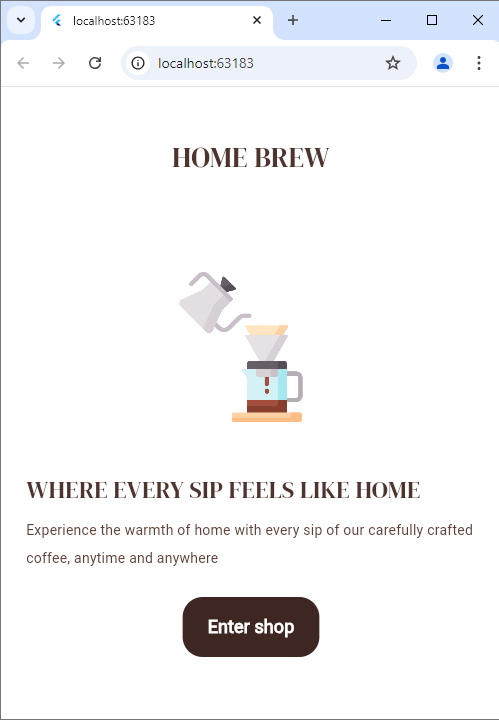 localhost:63183
localhost:63183
HOME BREW
WHERE EVERY SIP FEELS LIKE HOME
Experience the warmth of home with every sip of our carefully crafted
coffee, anytime and anywhere
Enter shop